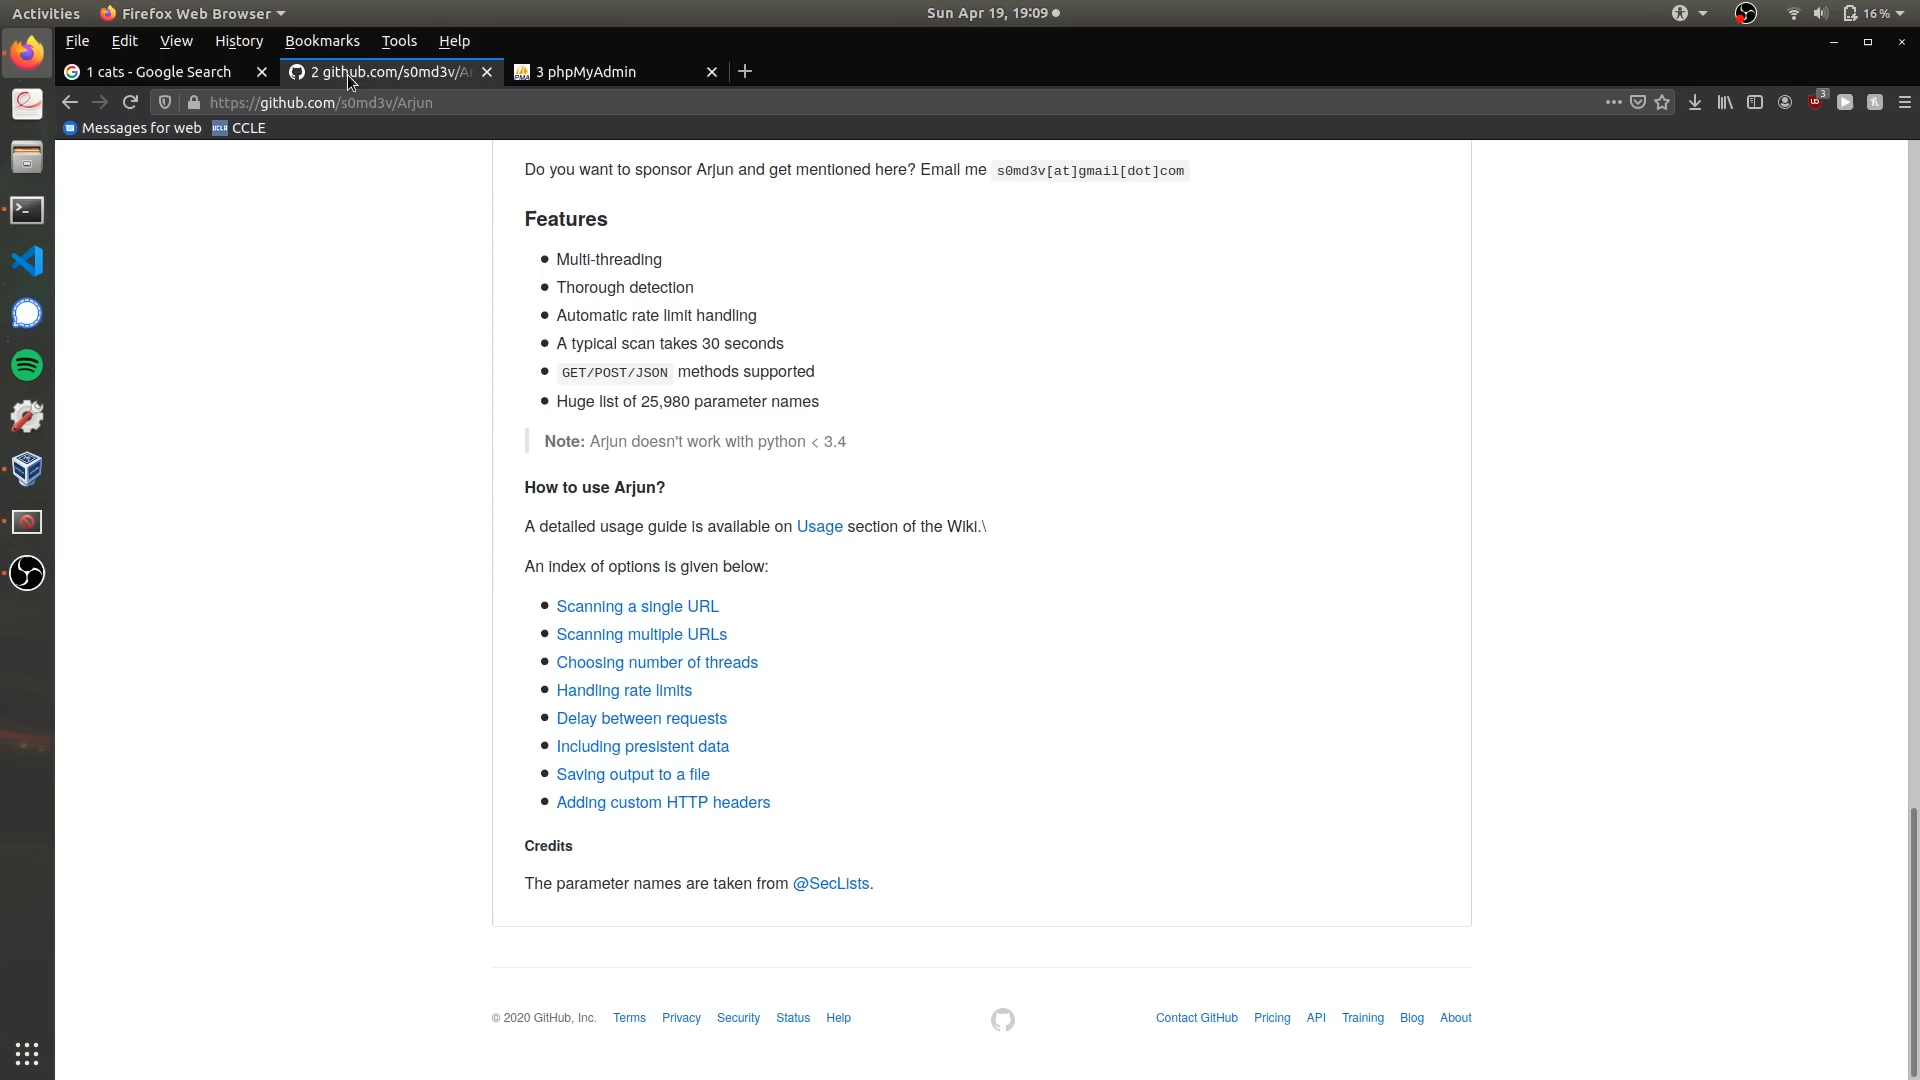 Activities Firefox Web Browser Sun Apr 19, 19:09 16%
File Edit View History Bookmarks Tools Help
1 cats - Google Search 2 github.com/s0md3v/Ar 3 phpMyAdmin
https://github.com/s0md3v/Arjun 3
Messages for web CCLE
Do you want to sponsor Arjun and get mentioned here? Email me s0md3v[at]gmail[dot]com
Features
Multi-threading
Thorough detection
Automatic rate limit handling
A typical scan takes 30 seconds
GET/POST/JSON methods supported
Huge list of 25,980 parameter names
Note: Arjun doesn't work with python < 3.4
How to use Arjun?
A detailed usage guide is available on Usage section of the Wiki.\
An index of options is given below:
Scanning a single URL
Scanning multiple URLs
Choosing number of threads
Handling rate limits
Delay between requests
Including presistent data
Saving output to a file
Adding custom HTTP headers
Credits
The parameter names are taken from @SecLists.
© 2020 GitHub, Inc. Terms Privacy Security Status Help Contact GitHub Pricing API Training Blog About